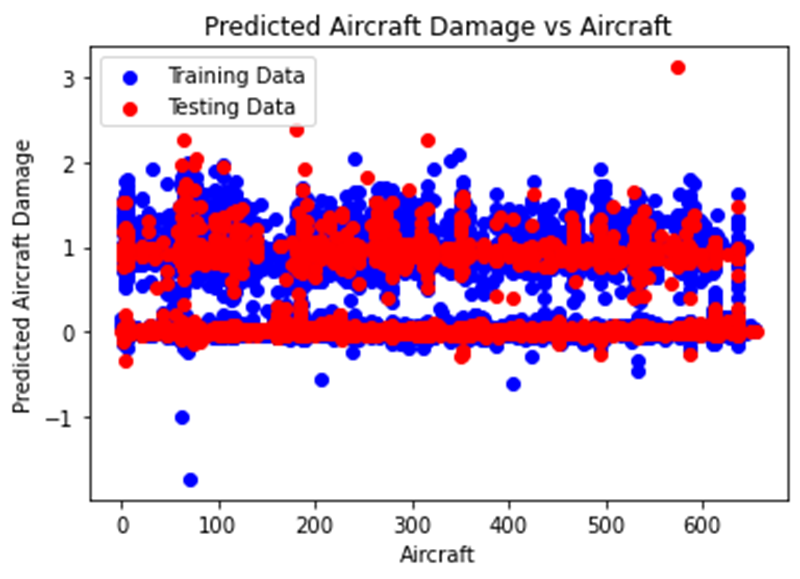 Predicted Aircraft Damage vs Aircraft
Training Data
Testing Data
Predicted Aircraft Damage
3
2
1
0
−1
0 100 200 300 400 500 600
Aircraft